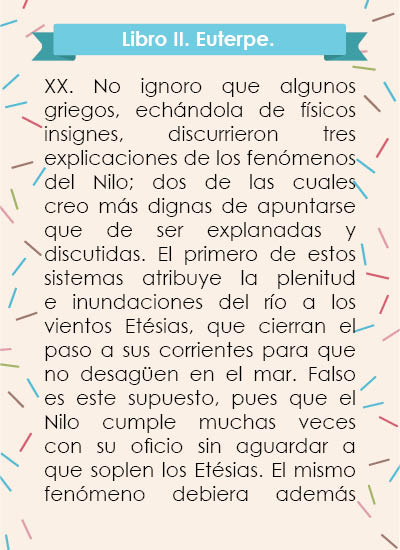 Libro II. Euterpe.
XX. No ignoro que algunos
griegos, echándola de físicos
insignes, discurrieron tres
explicaciones de los fenómenos
del Nilo; dos de las cuales
creo más dignas de apuntarse
que de ser explanadas y
discutidas. El primero de estos
sistemas atribuye la plenitud
e inundaciones del río a los
vientos Etésias, que cierran el
paso a sus corrientes para que
no desagüen en el mar. Falso
es este supuesto, pues que el
Nilo cumple muchas veces
con su oficio sin aguardar a
que soplen los Etésias. El mismo
fenómeno debiera además